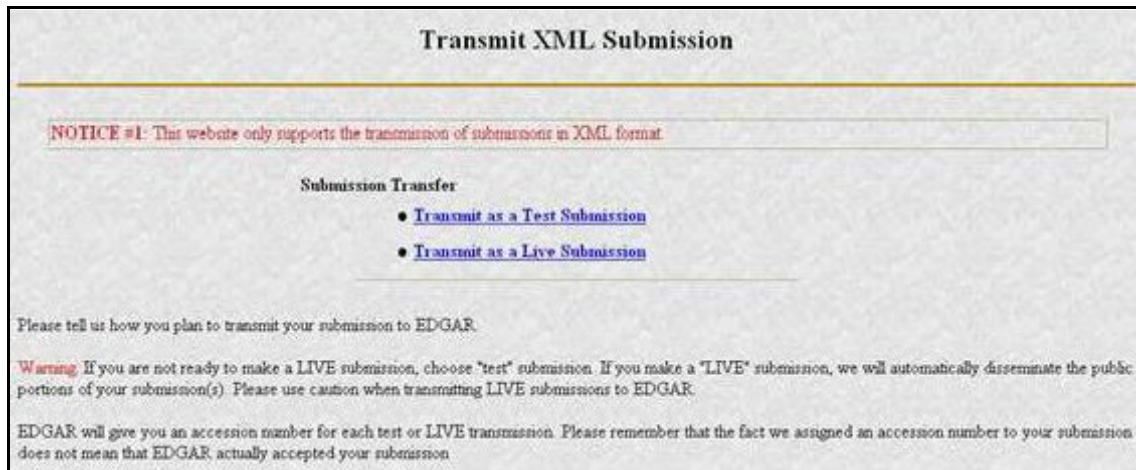 Transmit XML Submission
NOTICE #1: This website only supports the transmission of submissions in XML format.
Submission Transfer
• Transmit as a Test Submission
• Transmit as a Live Submission
Please tell us how you plan to transmit your submission to EDGAR.
Warning: If you are not ready to make a LIVE submission, choose "test" submission. If you make a "LIVE" submission, we will automatically disseminate the public
portions of your submission(s). Please use caution when transmitting LIVE submissions to EDGAR.
EDGAR will give you an accession number for each test or LIVE transmission. Please remember that the fact we assigned an accession number to your submission
does not mean that EDGAR actually accepted your submission